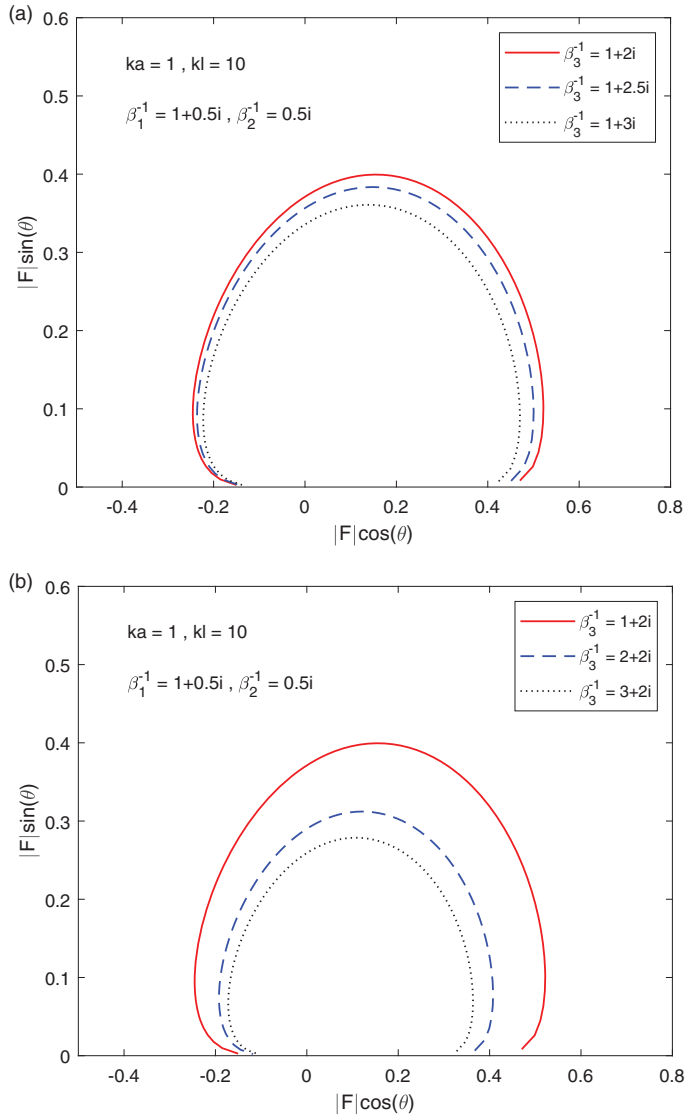 (a)
ka = 1 , kl = 10
β₁⁻¹ = 1+0.5i , β₂⁻¹ = 0.5i
β₃⁻¹ = 1+2i
β₃⁻¹ = 1+2.5i
β₃⁻¹ = 1+3i
0.6
0.5
0.4
0.3
0.2
0.1
0
|F|sin(θ)
-0.4 -0.2 0 0.2 0.4 0.6 0.8
|F|cos(θ)
(b)
ka = 1 , kl = 10
β₁⁻¹ = 1+0.5i , β₂⁻¹ = 0.5i
β₃⁻¹ = 1+2i
β₃⁻¹ = 2+2i
β₃⁻¹ = 3+2i
0.6
0.5
0.4
0.3
0.2
0.1
0
|F|sin(θ)
-0.4 -0.2 0 0.2 0.4 0.6 0.8
|F|cos(θ)